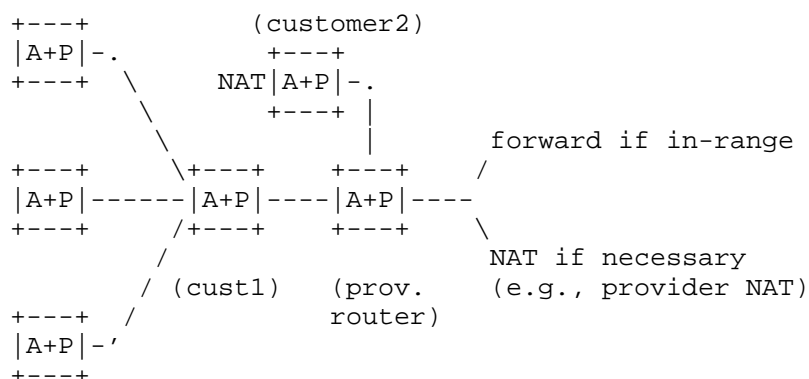 (customer2)
A+P
NAT A+P
forward if in-range
A+P A+P A+P
NAT if necessary
(cust1) (prov. (e.g., provider NAT)
router)
A+P